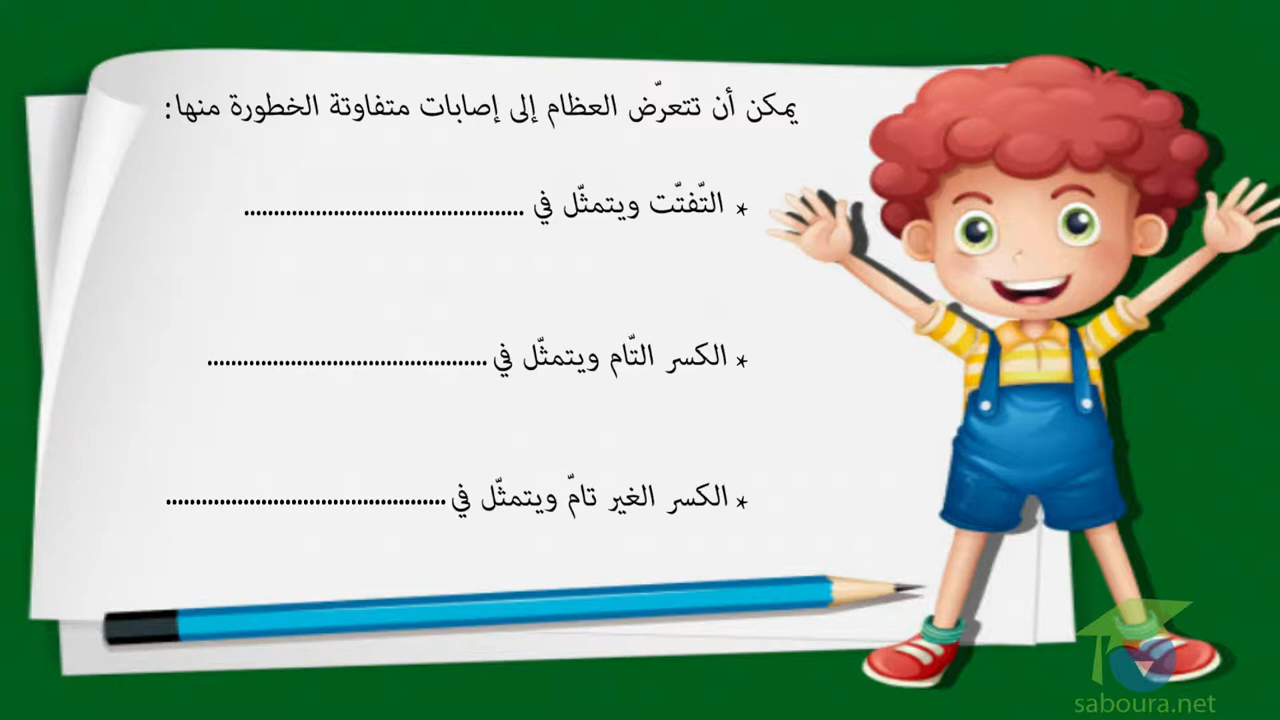 يمكن أن تتعرّض العظام إلى إصابات متفاوتة الخطورة منها:
* التّفتّت ويتمثّل في ...............................................
* الكسر التّام ويتمثّل في ...............................................
* الكسر الغير تامّ ويتمثّل في ...............................................
saboura.net